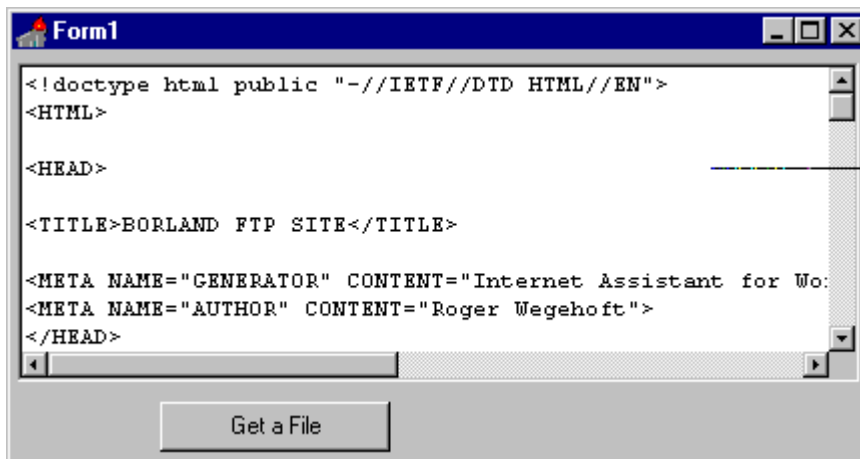 Form1
<!doctype html public "-//IETF//DTD HTML//EN">
<HTML>
<HEAD>
<TITLE>BORLAND FTP SITE</TITLE>
<META NAME="GENERATOR" CONTENT="Internet Assistant for Wo
<META NAME="AUTHOR" CONTENT="Roger Wegehoft">
</HEAD>
Get a File